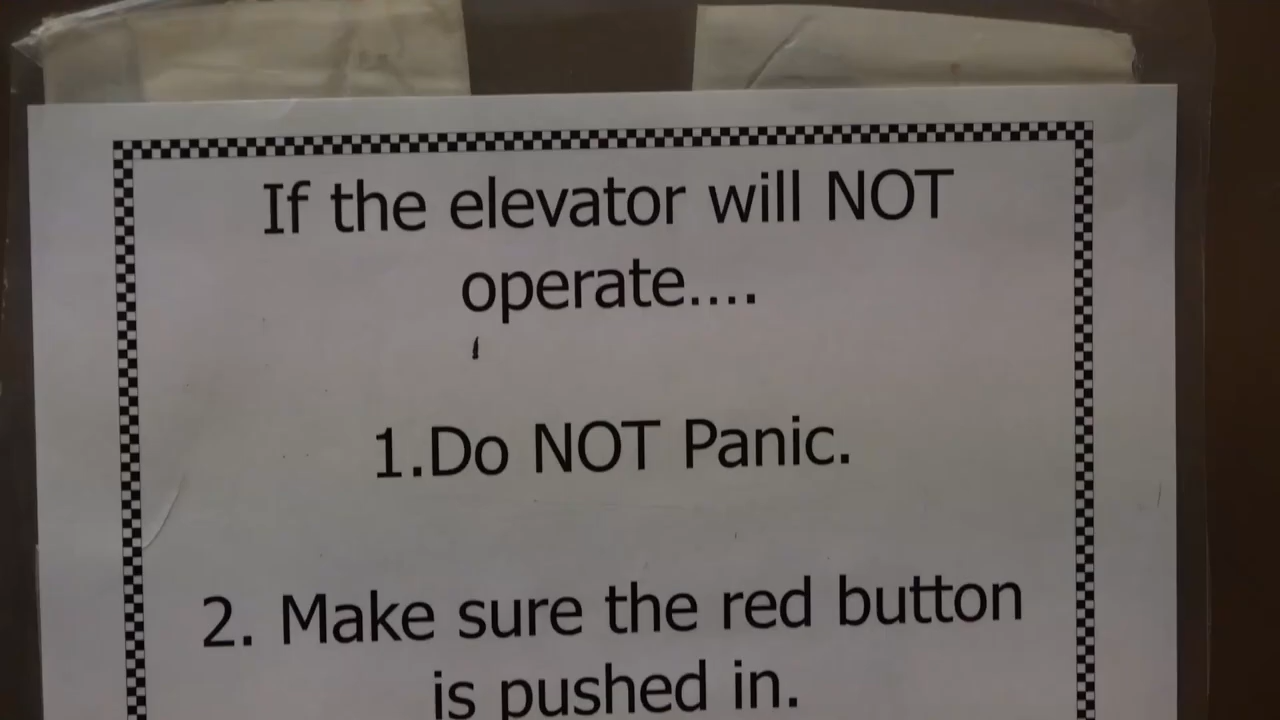 If the elevator will NOT
operate....
1.Do NOT Panic.
2. Make sure the red button
is pushed in.